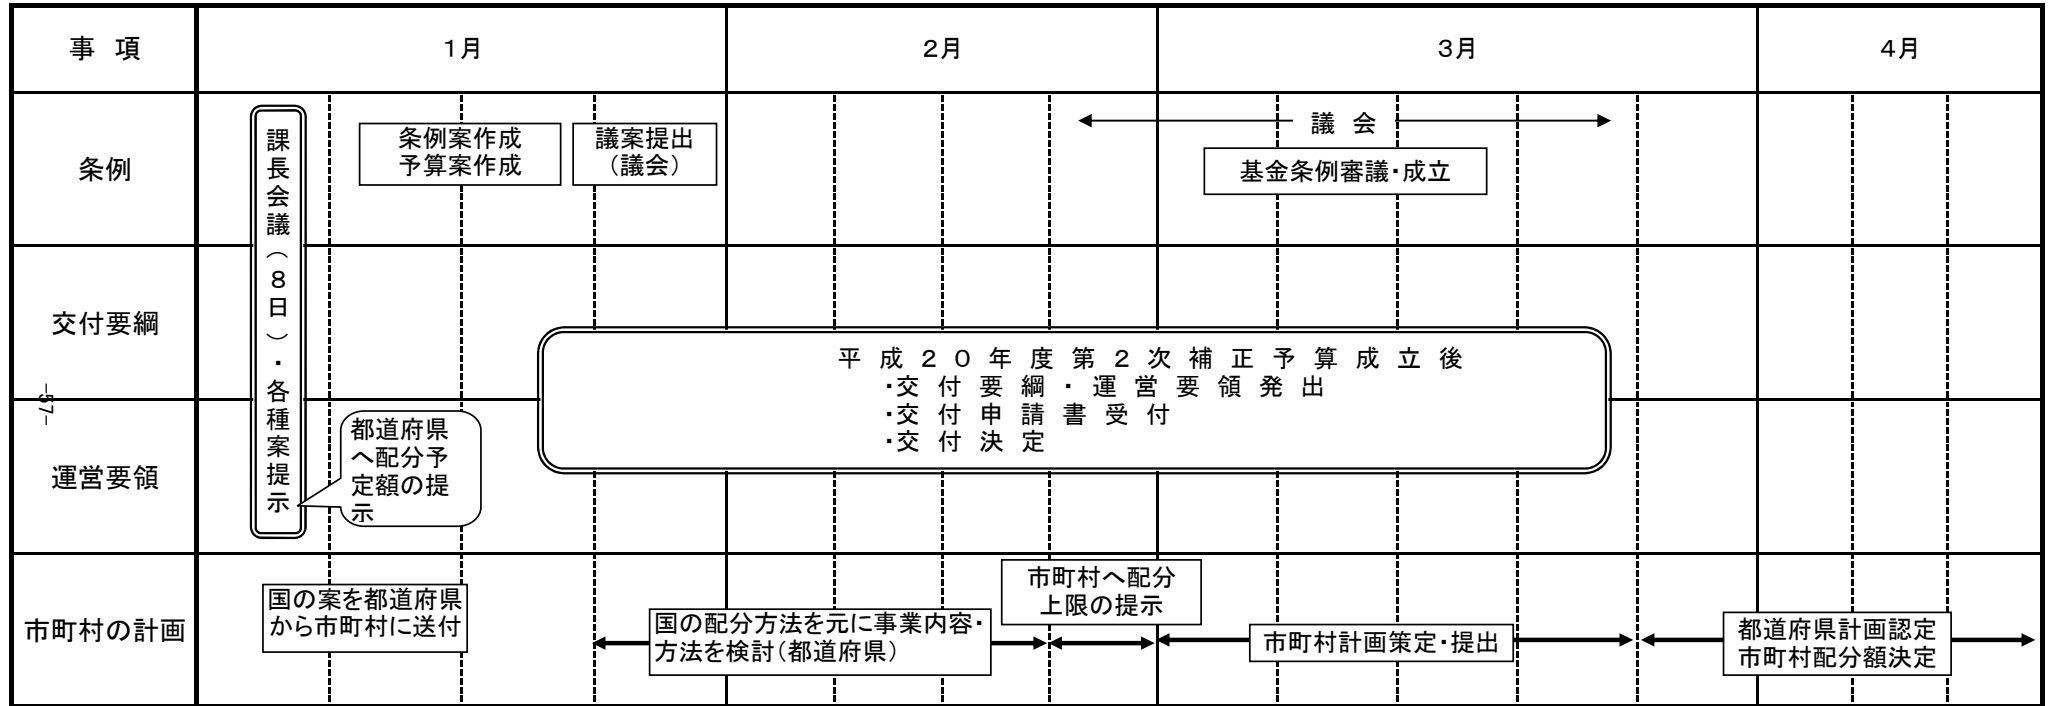 事 項
1月
2月
3月
4月
条例
課長会議（8日）・各種案提示
条例案作成
予算案作成
議案提出
（議会）
議 会
基金条例審議・成立
交付要綱
平成20年度第2次補正予算成立後
・交付要綱・運営要領発出
・交付申請書受付
・交付決定
-57-
運営要領
都道府県
へ配分予
定額の提
示
市町村の計画
国の案を都道府県
から市町村に送付
国の配分方法を元に事業内容・
方法を検討（都道府県）
市町村へ配分
上限の提示
市町村計画策定・提出
都道府県計画認定
市町村配分額決定